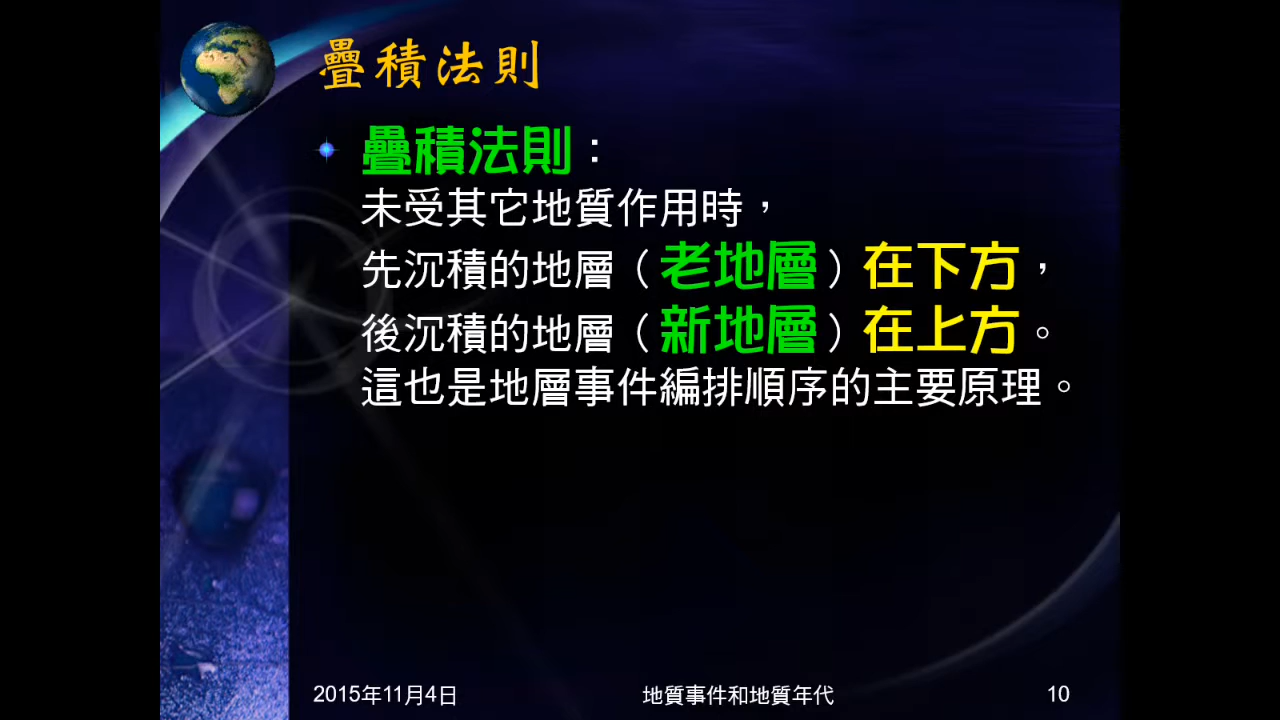 疊積法則
疊積法則：
未受其它地質作用時，
先沉積的地層（老地層）在下方，
後沉積的地層（新地層）在上方。
這也是地層事件編排順序的主要原理。
2015年11月4日
地質事件和地質年代
10